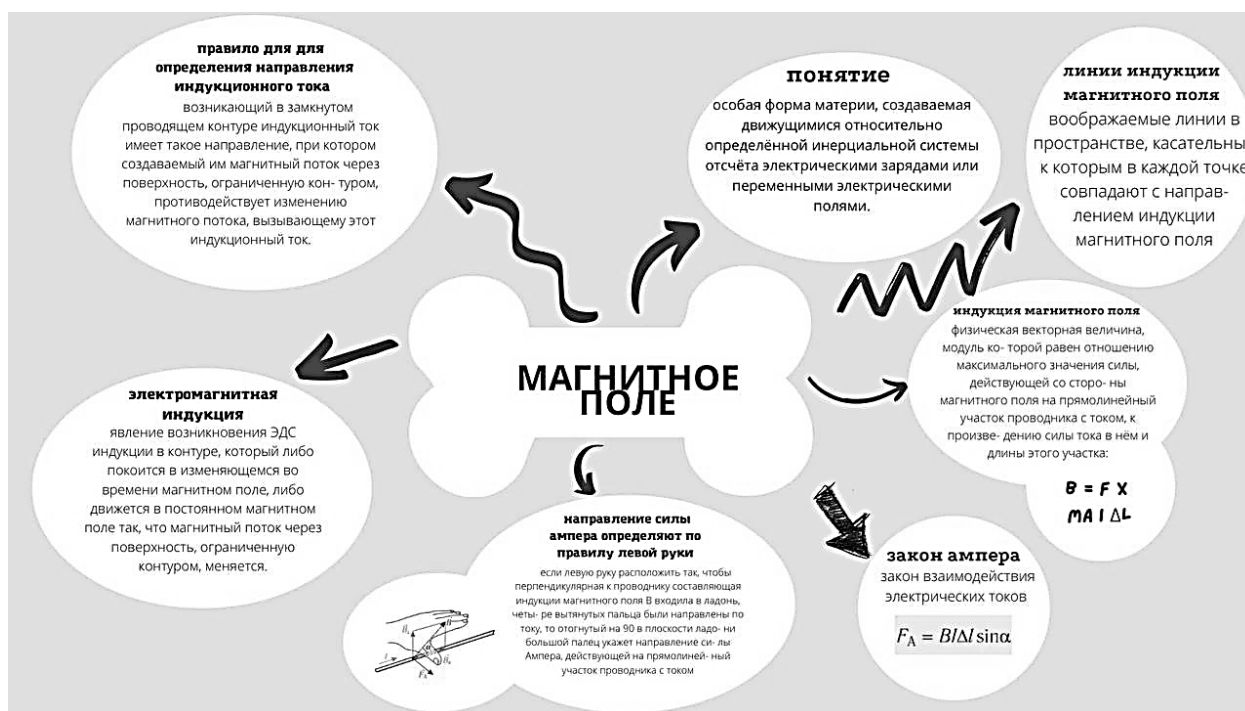 правило для для
определения направления
индукционного тока
возникающий в замкнутом
проводящем контуре индукционный ток
имеет такое направление, при котором
создаваемый им магнитный поток через
поверхность, ограниченную кон- туром,
противодействует изменению
магнитного потока, вызывающему этот
индукционный ток.
понятие
особая форма материи, создаваемая
движущимися относительно
определённой инерциальной системы
отсчёта электрическими зарядами или
переменными электрическими
полями.
линии индукции
магнитного поля
воображаемые линии в
пространстве, касательные
к которым в каждой точке
совпадают с направ-
лением индукции
магнитного поля
индукция магнитного поля
физическая векторная величина,
модуль ко- торой равен отношению
максимального значения силы,
действующей со сторо- ны
магнитного поля на прямолинейный
участок проводника с током, к
произве- дению силы тока в нём и
длины этого участка:
B = F X
MA I ΔL
МАГНИТНОЕ
ПОЛЕ
электромагнитная
индукция
явление возникновения ЭДС
индукции в контуре, который либо
покоится в изменяющемся во
времени магнитном поле, либо
движется в постоянном магнитном
поле так, что магнитный поток через
поверхность, ограниченную
контуром, меняется.
направление силы
ампера определяют по
правилу левой руки
если левую руку расположить так, чтобы
перпендикулярная к проводнику составляющая
индукции магнитного поля B входила в ладонь,
четы- ре вытянутых пальца были направлены по
току, то отогнутый на 90 в плоскости ладо- ни
большой палец укажет направление си- лы
Ампера, действующей на прямолиней- ный
участок проводника с током
закон ампера
закон взаимодействия
электрических токов
F_A = BIΔl sinα